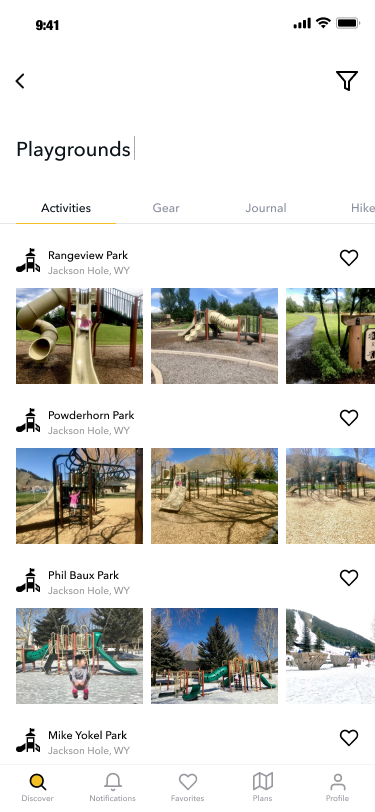 9:41
Playgrounds
Activities Gear Journal Hike
Rangeview Park
Jackson Hole, WY
Powderhorn Park
Jackson Hole, WY
Phil Baux Park
Jackson Hole, WY
Mike Yokel Park
Jackson Hole, WY
Discover Notifications Favorites Plans Profile